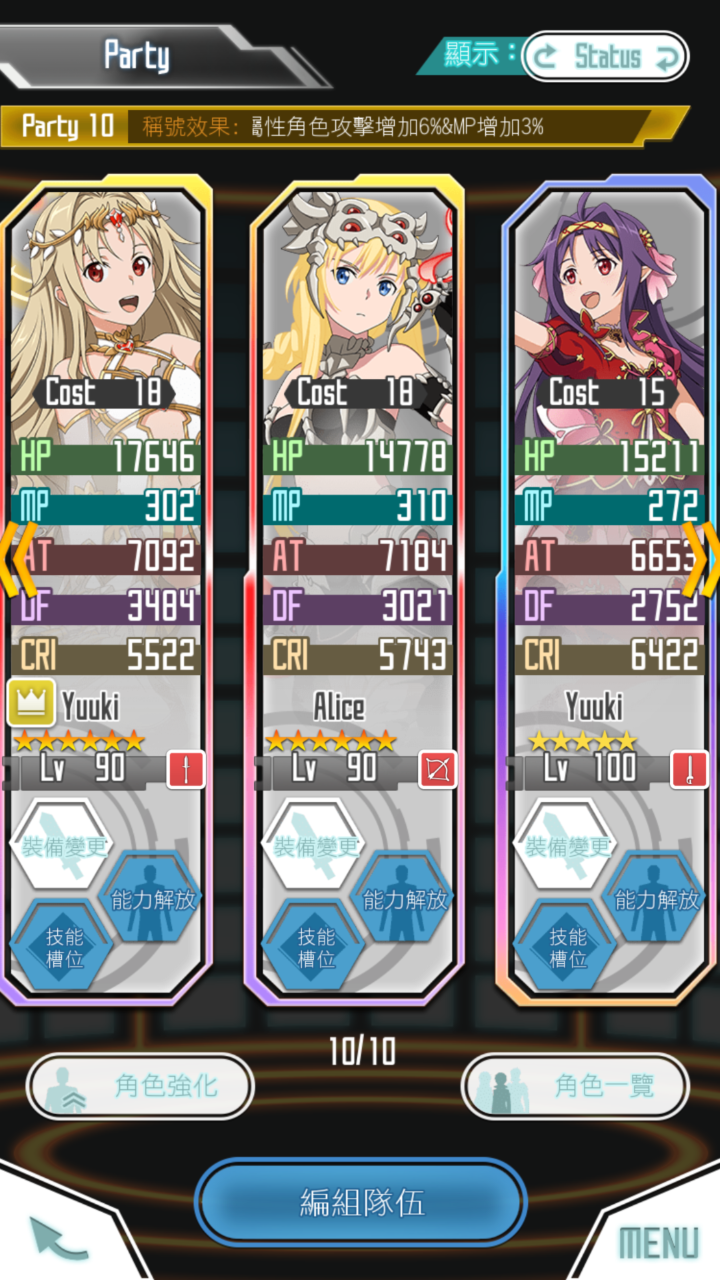 Party
顯示：
Status
Party 10
稱號效果：
屬性角色攻擊增加6%&MP增加3%
Cost 18
HP 17646
MP 302
AT 7092
DF 3484
CRI 5522
Yuuki
Lv 90
裝備變更
能力解放
技能
槽位
Cost 18
HP 14778
MP 310
AT 7184
DF 3021
CRI 5743
Alice
Lv 90
裝備變更
能力解放
技能
槽位
Cost 15
HP 15211
MP 272
AT 6653
DF 2752
CRI 6422
Yuuki
Lv 100
裝備變更
能力解放
技能
槽位
10/10
角色強化
角色一覽
編組隊伍
MENU